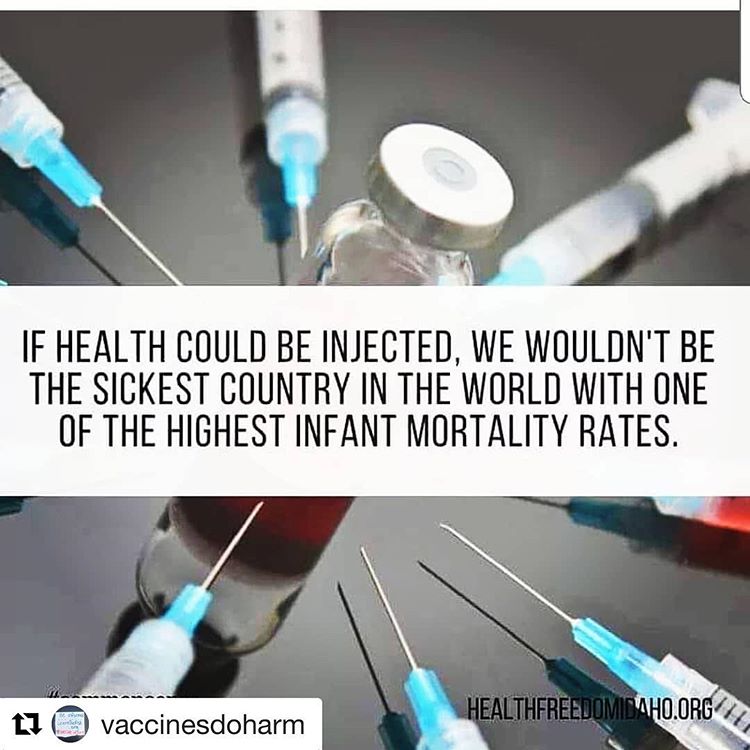 IF HEALTH COULD BE INJECTED, WE WOULDN'T BE
THE SICKEST COUNTRY IN THE WORLD WITH ONE
OF THE HIGHEST INFANT MORTALITY RATES.
HEALTHFREEDOMIDAHO.ORG
vaccinesdoharm